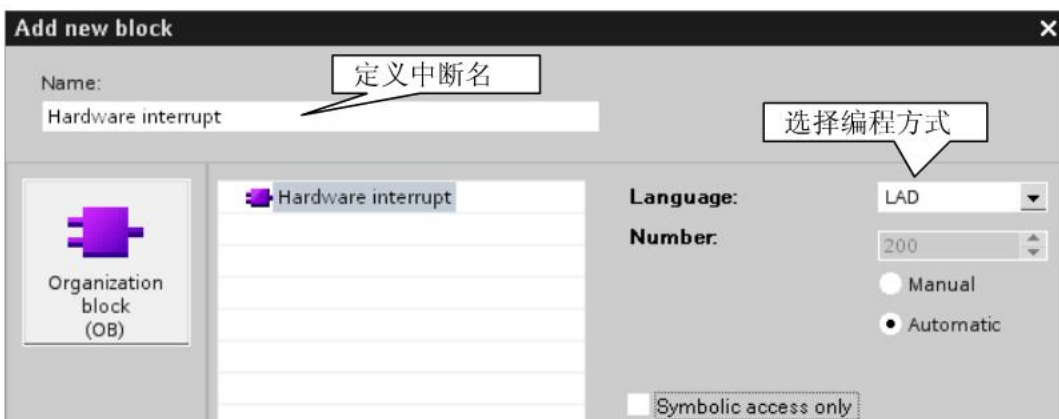 Add new block
Name:
定义中断名
Hardware interrupt
选择编程方式
Hardware interrupt
Language:
LAD
Number:
200
Organization
block
(OB)
Manual
Automatic
Symbolic access only